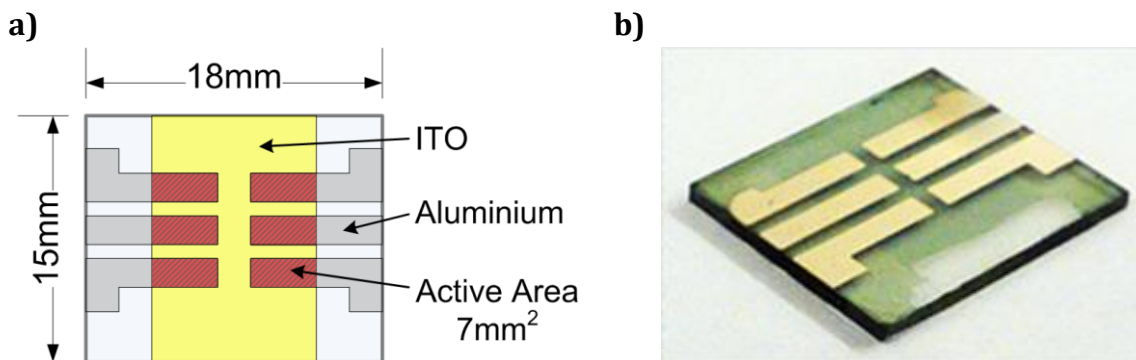 a)
b)
18mm
ITO
15mm
Aluminium
Active Area
7mm²